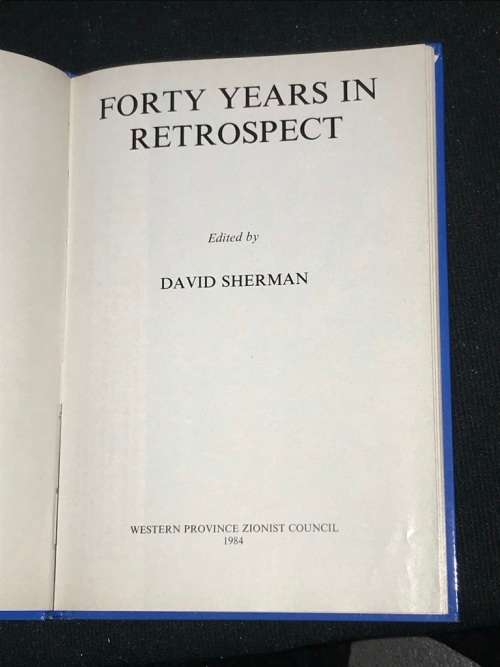 FORTY YEARS IN
RETROSPECT
Edited by
DAVID SHERMAN
WESTERN PROVINCE ZIONIST COUNCIL
1984